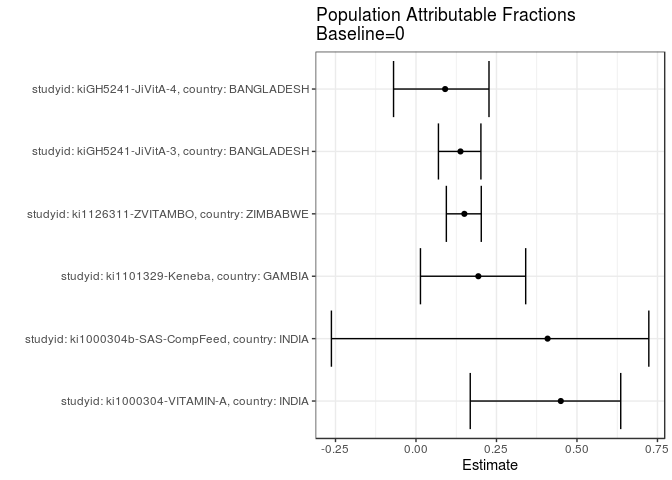 Population Attributable Fractions
Baseline=0
studyid: kiGH5241-JiVitA-4, country: BANGLADESH
studyid: kiGH5241-JiVitA-3, country: BANGLADESH
studyid: ki1126311-ZVITAMBO, country: ZIMBABWE
studyid: ki1101329-Keneba, country: GAMBIA
studyid: ki1000304b-SAS-CompFeed, country: INDIA
studyid: ki1000304-VITAMIN-A, country: INDIA
-0.25 0.00 0.25 0.50 0.75
Estimate